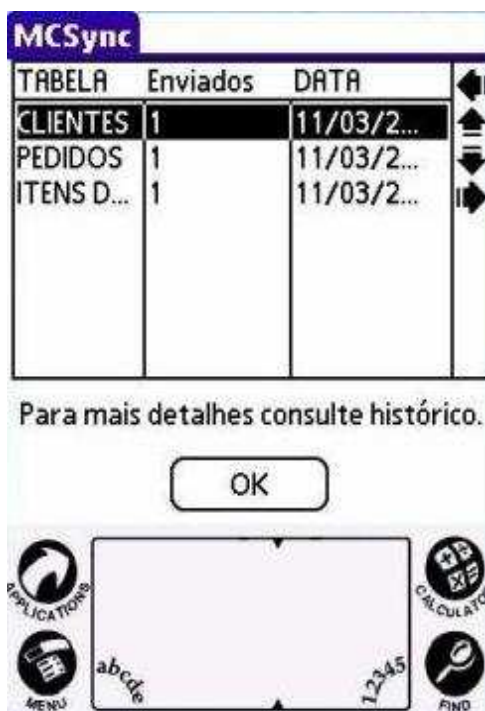 MCSync
TABELA Enviados DATA
CLIENTES 1 11/03/2...
PEDIDOS 1 11/03/2...
ITENS D... 1 11/03/2...
Para mais detalhes consulte histórico.
OK
APPLICATIONS
CALCULATOR
abcde
12345
MENU
FIND